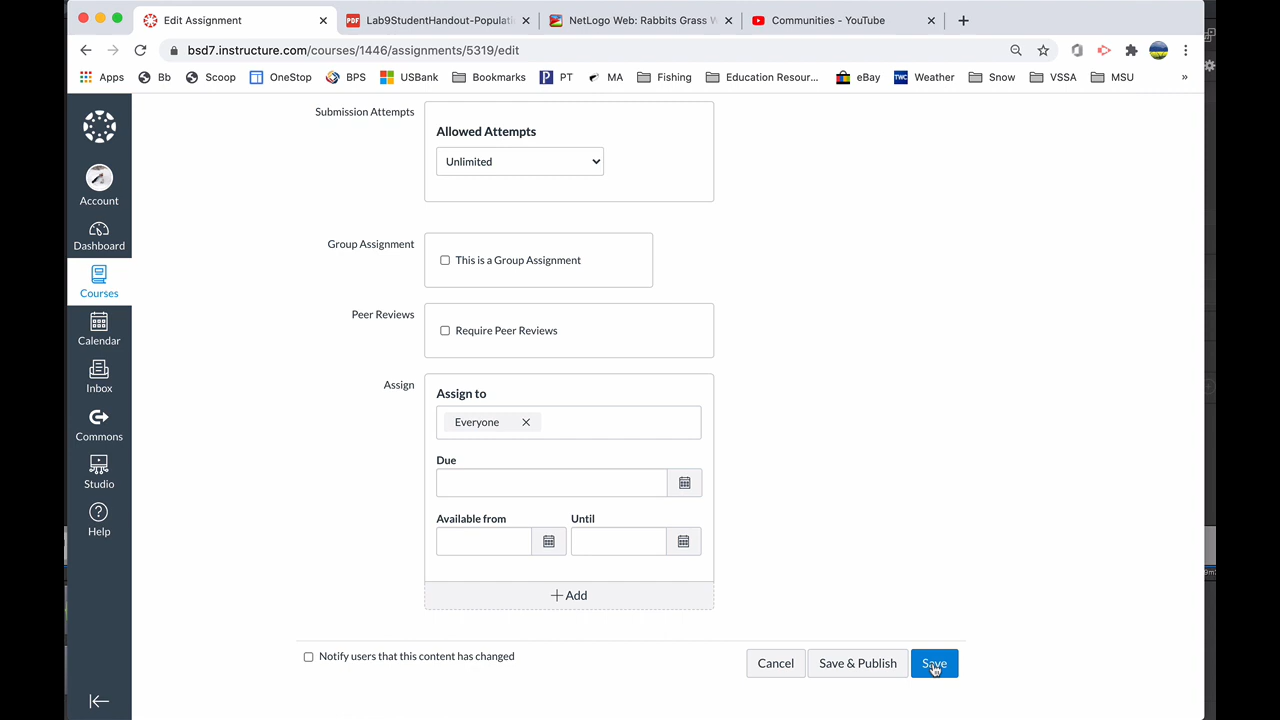 Edit Assignment
Lab9StudentHandout-Populati
NetLogo Web: Rabbits Grass W
Communities - YouTube
bsd7.instructure.com/courses/1446/assignments/5319/edit
Apps Bb Scoop OneStop BPS USBank Bookmarks PT MA Fishing Education Resour... eBay Weather Snow VSSA MSU »
Submission Attempts
Allowed Attempts
Unlimited
Account
Dashboard
Group Assignment
This is a Group Assignment
Courses
Peer Reviews
Require Peer Reviews
Calendar
Inbox
Assign
Assign to
Everyone
Commons
Due
Studio
Available from Until
Help
+ Add
Notify users that this content has changed
Cancel Save & Publish Save